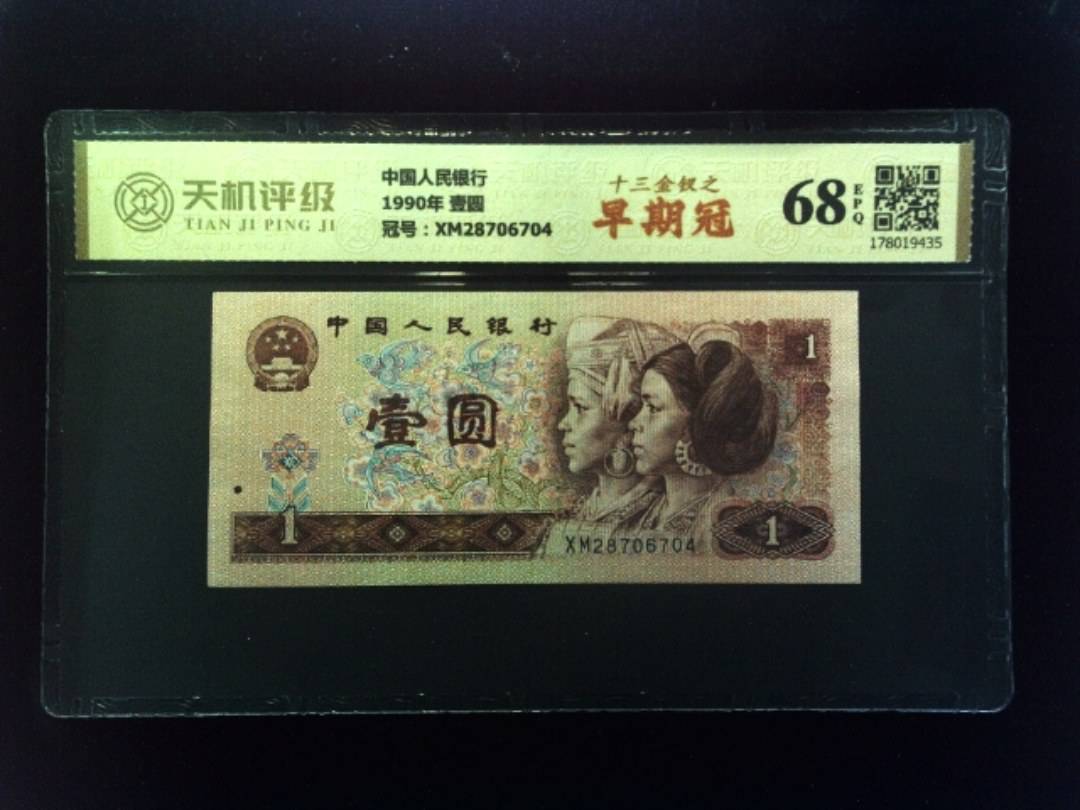 天机评级
TIAN JI PING JI
中国人民银行
1990年 壹圆
冠号：XM28706704
十三金钗之
早期冠
68
EPQ
178019435
中国人民银行
1
壹圆
1
XM28706704
1